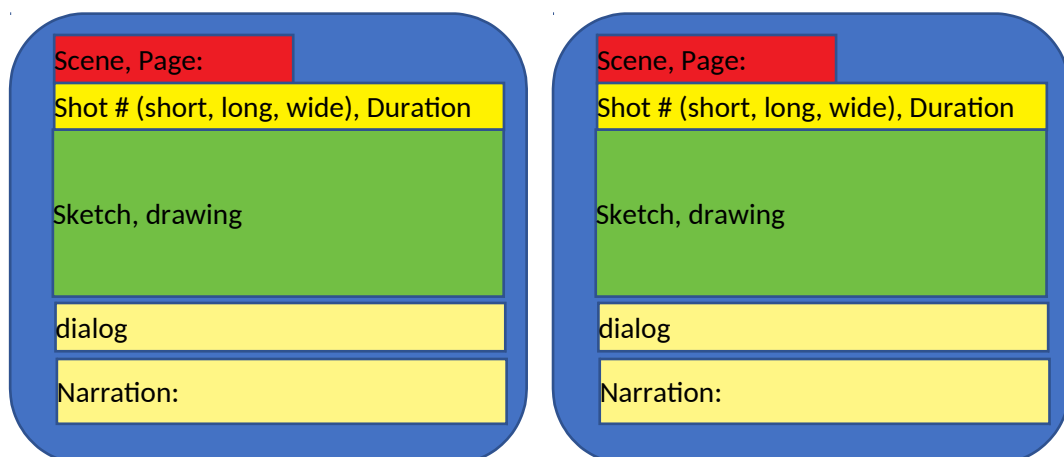 Scene, Page:
Shot # (short, long, wide), Duration
Sketch, drawing
dialog
Narration:
Scene, Page:
Shot # (short, long, wide), Duration
Sketch, drawing
dialog
Narration: